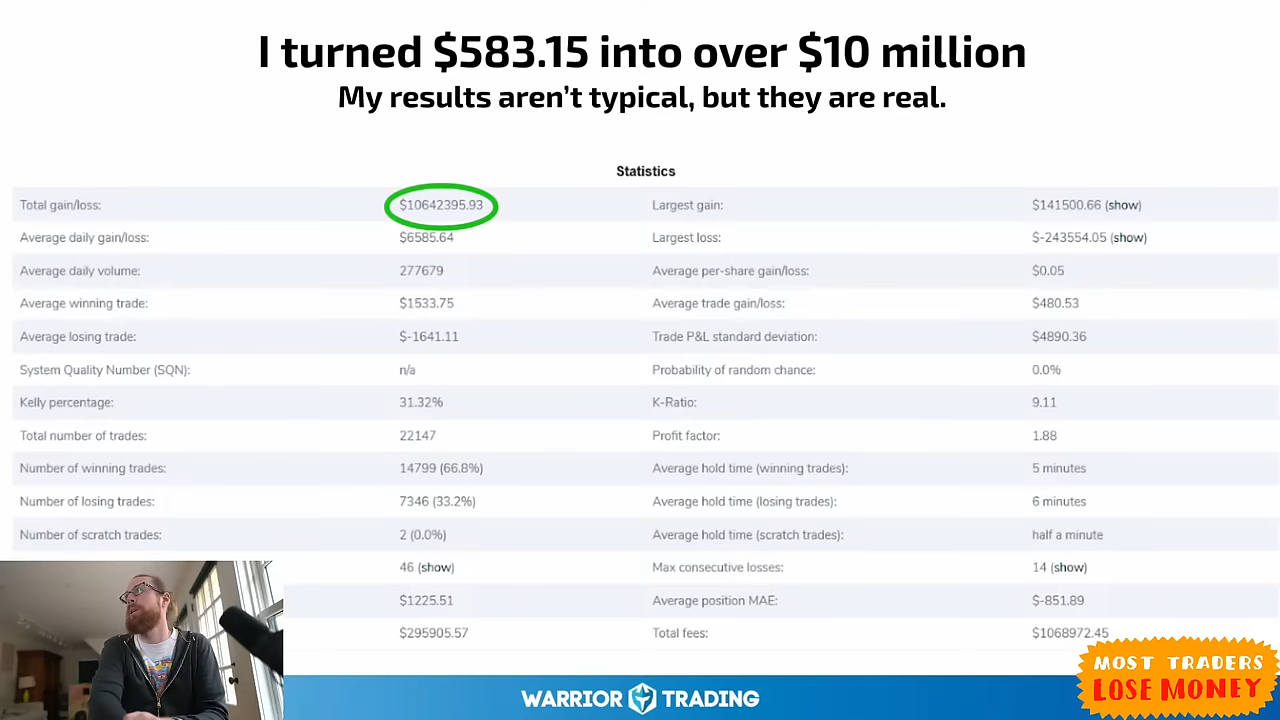 I turned $583.15 into over $10 million
My results aren’t typical, but they are real.
Statistics
Total gain/loss: $10642395.93 Largest gain: $141500.66 (show)
Average daily gain/loss: $6585.64 Largest loss: $-243554.05 (show)
Average daily volume: 277679 Average per-share gain/loss: $0.05
Average winning trade: $1533.75 Average trade gain/loss: $480.53
Average losing trade: $-1641.11 Trade P&L standard deviation: $4890.36
System Quality Number (SQN): n/a Probability of random chance: 0.0%
Kelly percentage: 31.32% K-Ratio: 9.11
Total number of trades: 22147 Profit factor: 1.88
Number of winning trades: 14799 (66.8%) Average hold time (winning trades): 5 minutes
Number of losing trades: 7346 (33.2%) Average hold time (losing trades): 6 minutes
Number of scratch trades: 2 (0.0%) Average hold time (scratch trades): half a minute
46 (show) Max consecutive losses: 14 (show)
$1225.51 Average position MAE: $-851.89
$295905.57 Total fees: $1068972.45
MOST TRADERS
LOSE MONEY
WARRIOR TRADING